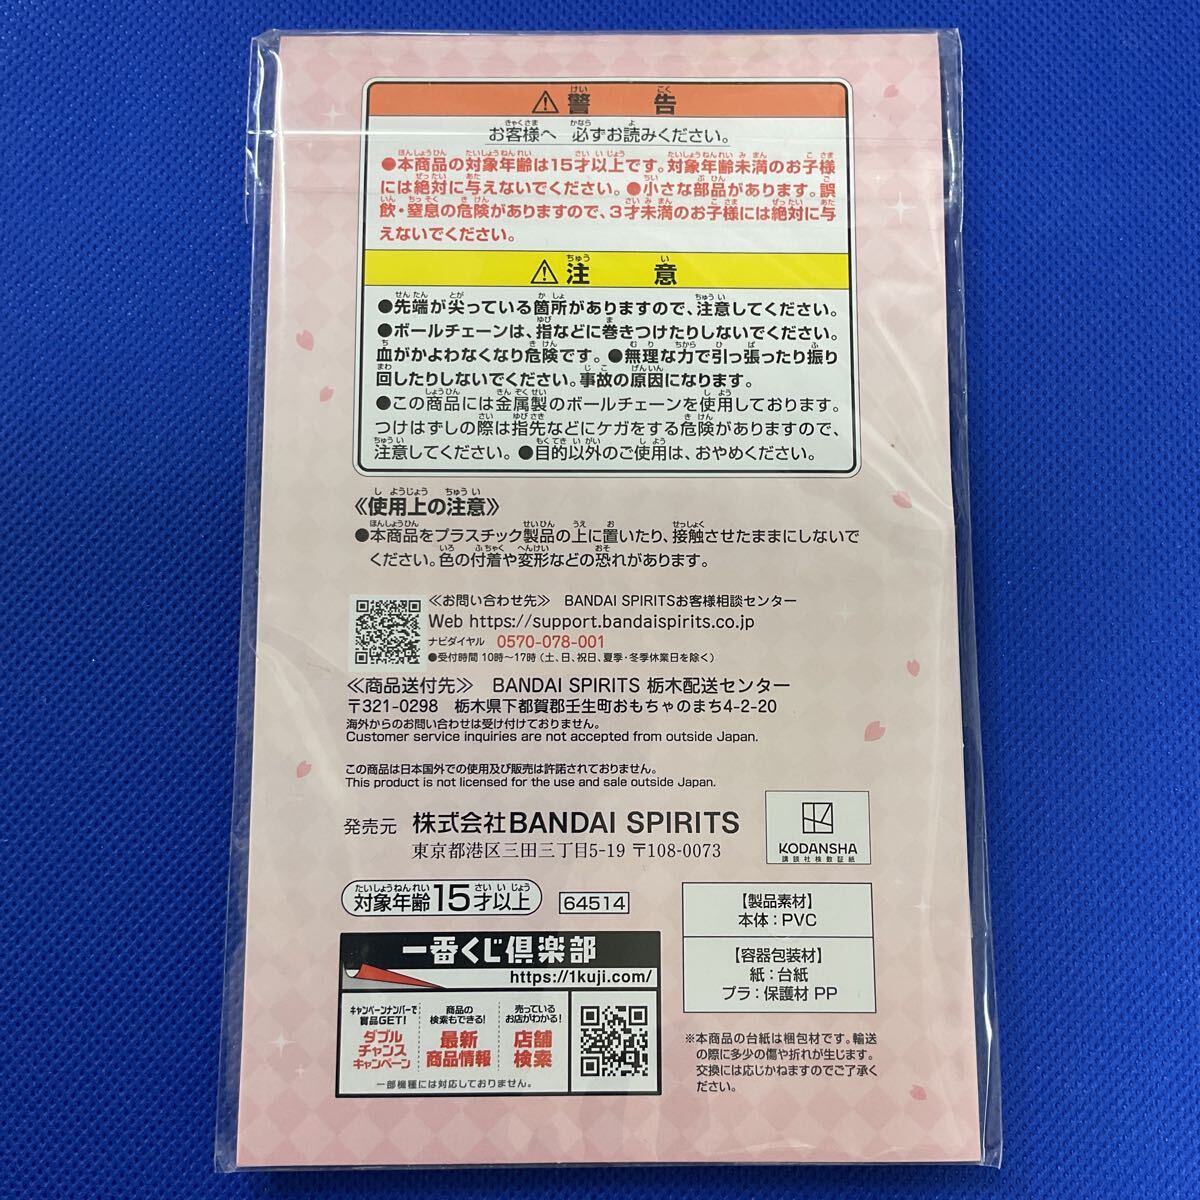 ⚠警告
お客様へ 必ずお読みください。
●本商品の対象年齢は15才以上です。対象年齢未満のお子様
には絶対に与えないでください。●小さな部品があります。誤
飲・窒息の危険がありますので、3才未満のお子様には絶対に与
えないでください。
⚠注意
●先端が尖っている箇所がありますので、注意してください。
●ボールチェーンは、指などに巻きつけたりしないでください。
血がかよわなくなり危険です。●無理な力で引っ張ったり振り
回したりしないでください。事故の原因になります。
●この商品には金属製のボールチェーンを使用しております。
つけはずしの際は指先などにケガをする危険がありますので、
注意してください。●目的以外のご使用は、おやめください。
《使用上の注意》
●本商品をプラスチック製品の上に置いたり、接触させたままにしないで
ください。色の付着や変形などの恐れがあります。
≪お問い合わせ先≫ BANDAI SPIRITSお客様相談センター
Web https://support.bandaispirits.co.jp
ナビダイヤル 0570-078-001
●受付時間 10時〜17時(土、日、祝日、夏季・冬季休業日を除く)
≪商品送付先≫ BANDAI SPIRITS 栃木配送センター
〒321-0298 栃木県下都賀郡壬生町おもちゃのまち4-2-20
海外からのお問い合わせは受け付けておりません。
Customer service inquiries are not accepted from outside Japan.
この商品は日本国外での使用及び販売は許諾されておりません。
This product is not licensed for the use and sale outside Japan.
発売元 株式会社BANDAI SPIRITS
東京都港区三田三丁目5-19 〒108-0073
KODANSHA
講談社検数証紙
対象年齢15才以上
64514
【製品素材】
本体:PVC
【容器包装材】
紙:台紙
プラ:保護材 PP
一番くじ倶楽部
https://1kuji.com/
キャンペーンナンバーで
賞品GET!
ダブル
チャンス
キャンペーン
商品の
検索もできる!
最新
商品情報
売っている
お店がわかる!
店舗
検索
一部機種には対応しておりません。
※本商品の台紙は梱包材です。輸送
の際に多少の傷や折れが生じます。
交換には応じかねますのでご了承く
ださい。